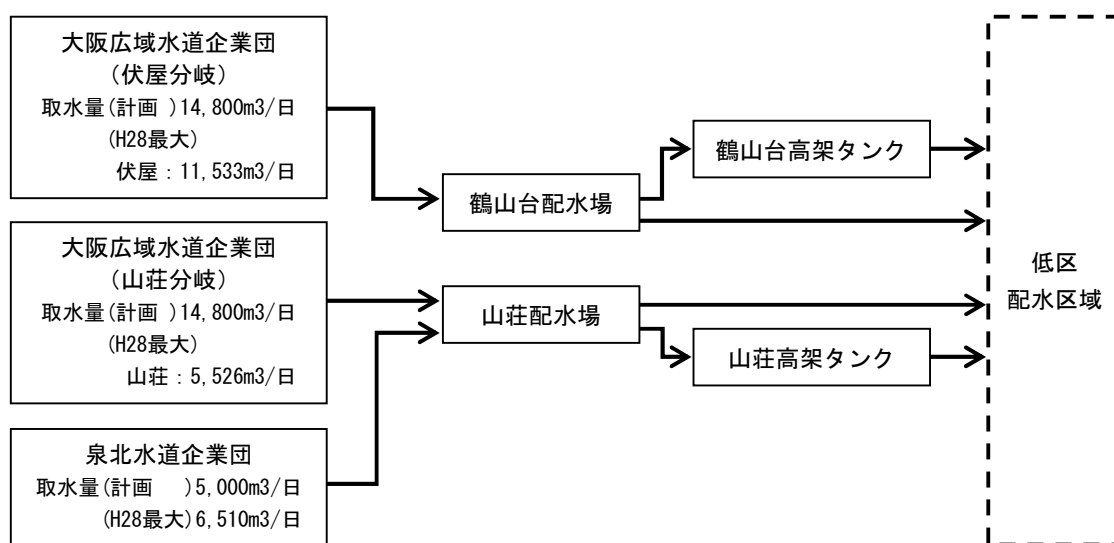 大阪広域水道企業団
(伏屋分岐)
取水量(計画 )14,800m3/日
(H28最大)
伏屋：11,533m3/日
大阪広域水道企業団
(山荘分岐)
取水量(計画 )14,800m3/日
(H28最大)
山荘：5,526m3/日
泉北水道企業団
取水量(計画 )5,000m3/日
(H28最大)6,510m3/日
鶴山台配水場
山荘配水場
鶴山台高架タンク
山荘高架タンク
低区
配水区域